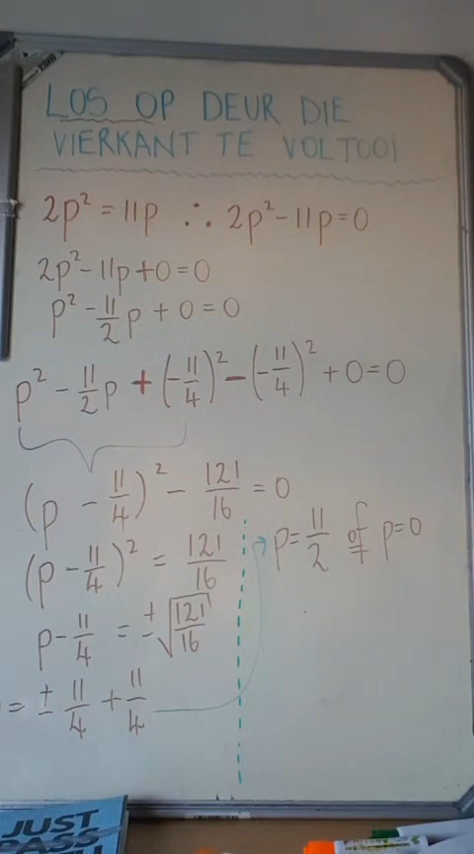 LOS OP DEUR DIE
VIERKANT TE VOLTOOI
2p² = 11p ∴ 2p² - 11p = 0
2p² - 11p + 0 = 0
p² - 11/2 p + 0 = 0
p² - 11/2 p + (-11/4)² - (-11/4)² + 0 = 0
(p - 11/4)² - 121/16 = 0
(p - 11/4)² = 121/16
p - 11/4 = ±√(121/16)
= ± 11/4 + 11/4
p = 11/2 of p = 0
JUST
PASS